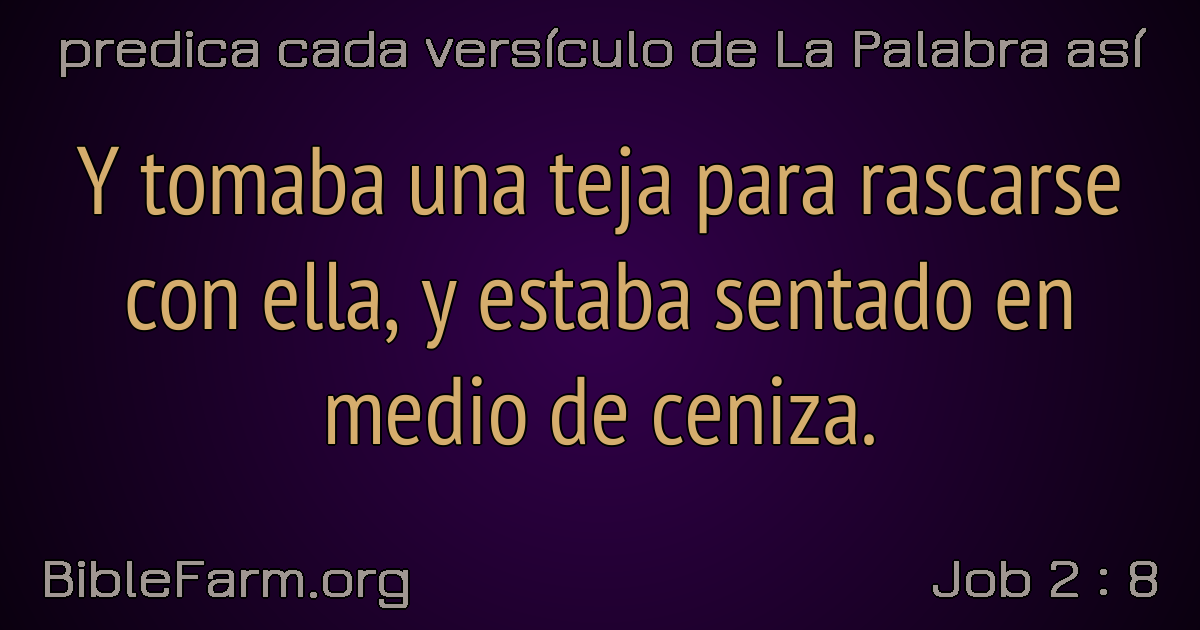 predica cada versículo de La Palabra así
Y tomaba una teja para rascarse
con ella, y estaba sentado en
medio de ceniza.
BibleFarm.org
Job 2 : 8